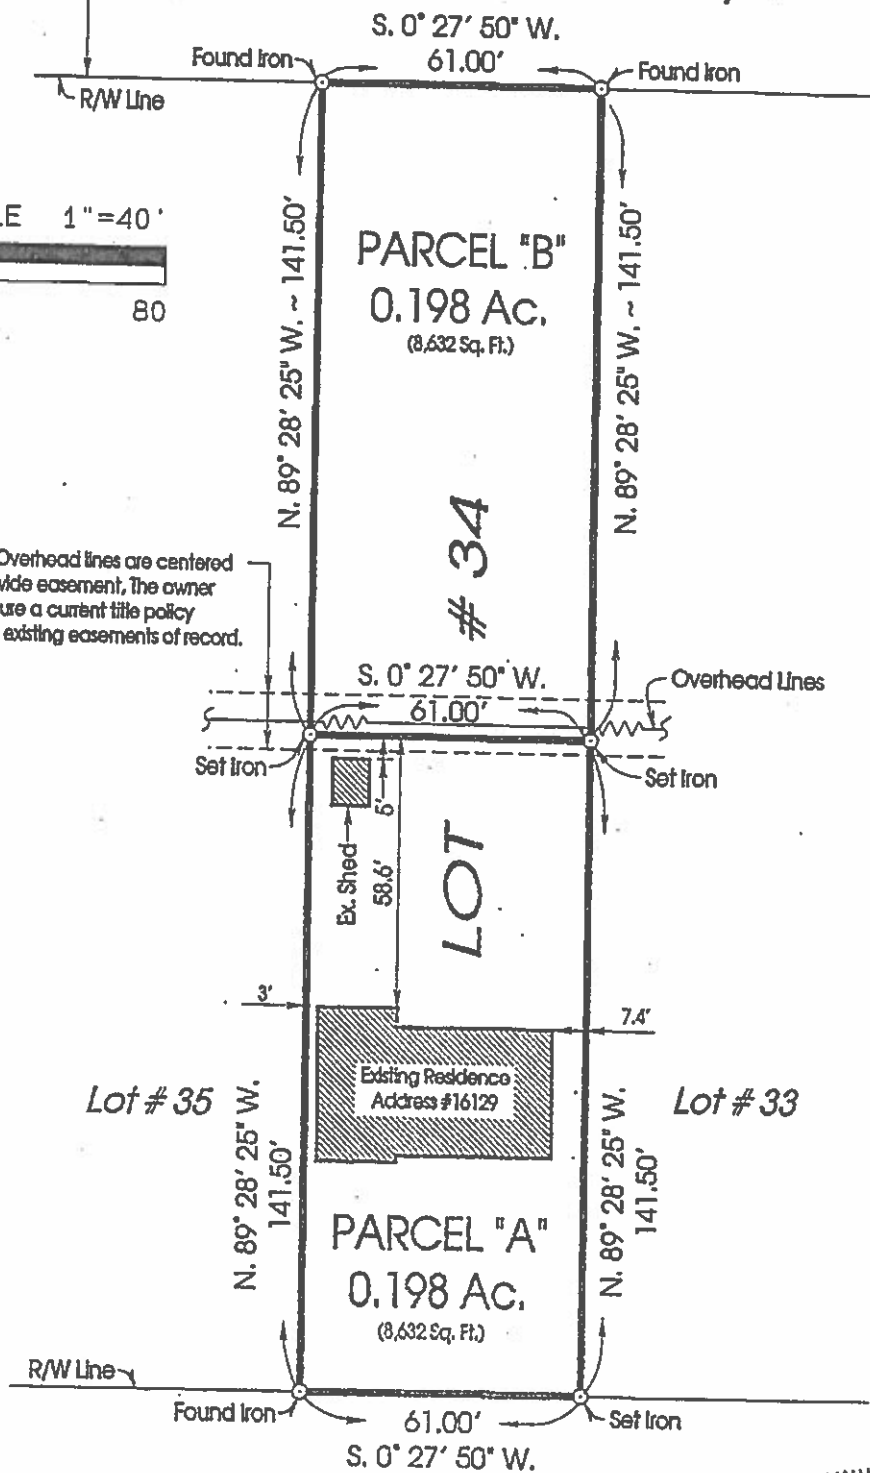 S. 0° 27' 50" W.
61.00'
Found Iron
Found Iron
R/W Line
LE 1"=40'
80
N. 89° 28' 25" W. ~ 141.50'
N. 89° 28' 25" W. ~ 141.50'
PARCEL "B"
0.198 Ac.
(8,632 Sq. Ft.)
# 34
Overhead lines are centered
wide easement, The owner
ure a current title policy
existing easements of record.
S. 0° 27' 50" W.
61.00'
Overhead Lines
Set Iron
Set Iron
Ex. Shed
5'
58.6'
LOT
3'
7.4'
Existing Residence
Address #16129
Lot # 35
Lot # 33
N. 89° 28' 25" W.
141.50'
N. 89° 28' 25" W.
141.50'
PARCEL "A"
0.198 Ac.
(8,632 Sq. Ft.)
R/W Line
Found Iron
Set Iron
61.00'
S. 0° 27' 50" W.